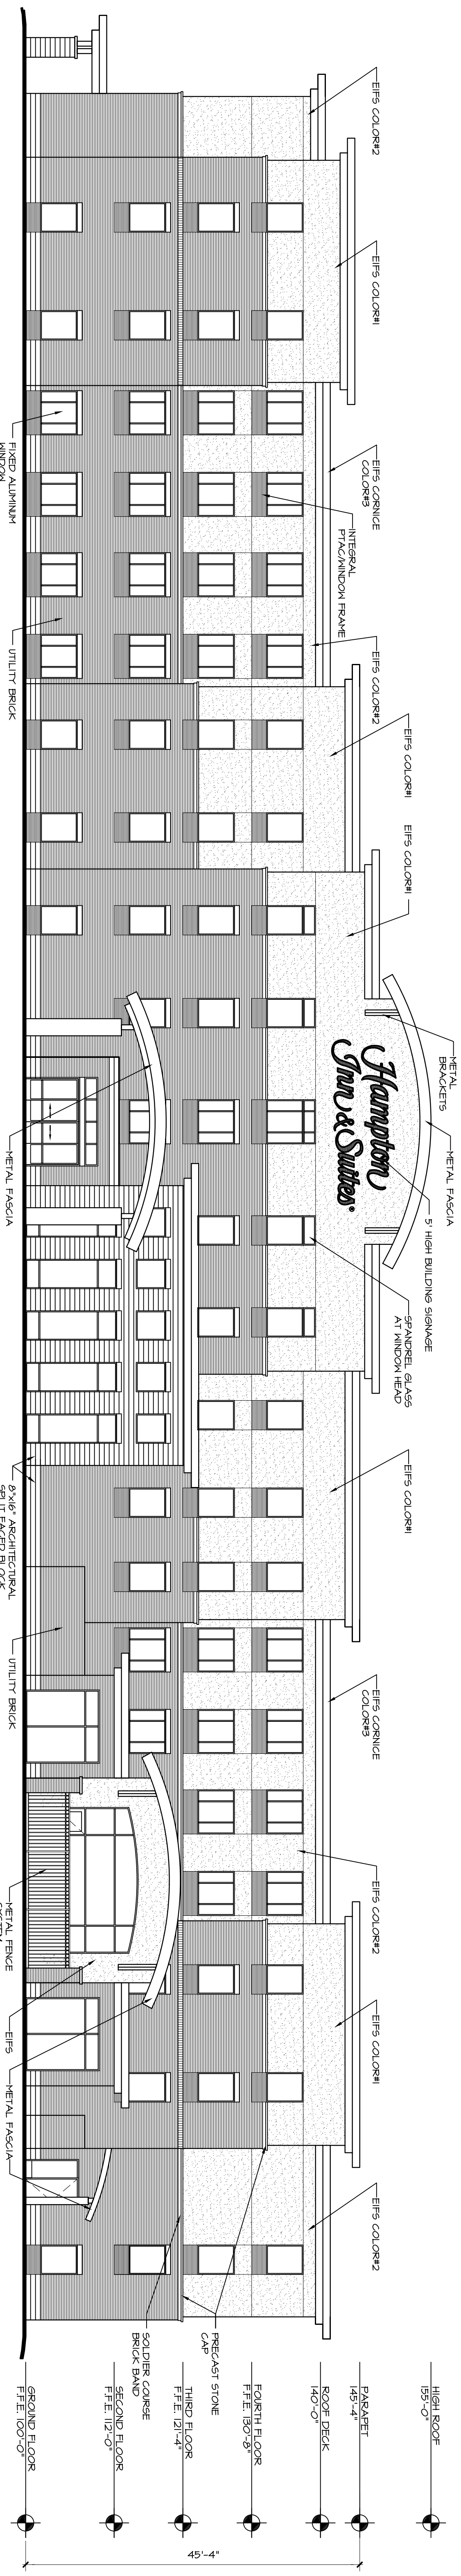 EIFS COLOR#2
EIFS COLOR#1
EIFS CORNICE
COLOR#3
INTEGRAL
PTAC/WINDOW FRAME
EIFS COLOR#2
EIFS COLOR#1
EIFS COLOR#1
METAL
BRACKETS
METAL FASCIA
5' HIGH BUILDING SIGNAGE
SPANDREL GLASS
AT WINDOW HEAD
EIFS COLOR#1
EIFS CORNICE
COLOR#3
EIFS COLOR#2
EIFS COLOR#1
EIFS COLOR#2
Hampton
Inn & Suites®
HIGH ROOF
155'-0"
PARAPET
145'-4"
ROOF DECK
140'-0"
FOURTH FLOOR
F.F.E. 130'-8"
THIRD FLOOR
F.F.E. 121'-4"
SECOND FLOOR
F.F.E. 112'-0"
GROUND FLOOR
F.F.E. 100'-0"
45'-4"
PRECAST STONE
CAP
SOLDIER COURSE
BRICK BAND
FIXED ALUMINUM
WINDOW
UTILITY BRICK
METAL FASCIA
8"x16" ARCHITECTURAL
SPLIT FACED BLOCK
UTILITY BRICK
METAL FENCE
SYSTEM
EIFS
METAL FASCIA